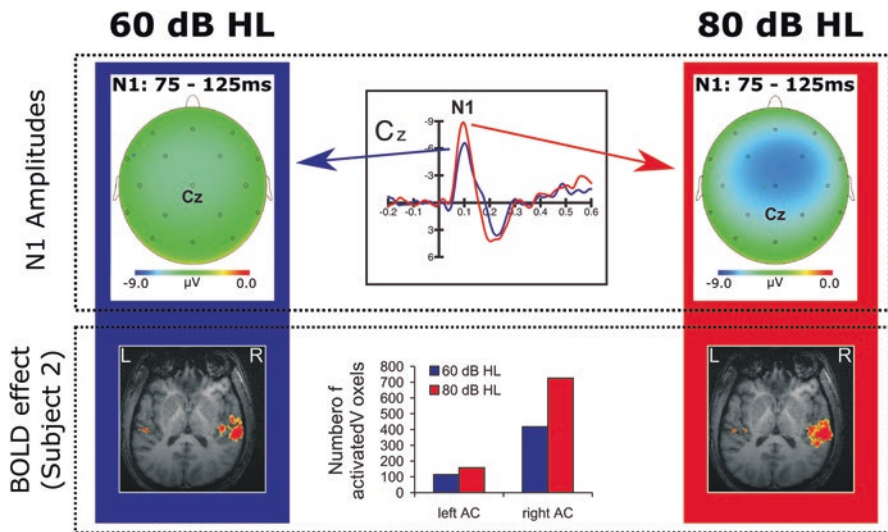 60 dB HL
80 dB HL
N1 Amplitudes
N1: 75 - 125ms
Cz
-9.0
µV
0.0
N1
Cz
-9
-6
-3
3
6
-0.2
-0.1
0.1
0.2
0.3
0.4
0.5
0.6
N1: 75 - 125ms
Cz
-9.0
µV
0.0
BOLD effect
(Subject 2)
L
R
Numbero f
activatedV oxels
800
700
600
500
400
300
200
100
0
60 dB HL
80 dB HL
left AC
right AC
L
R